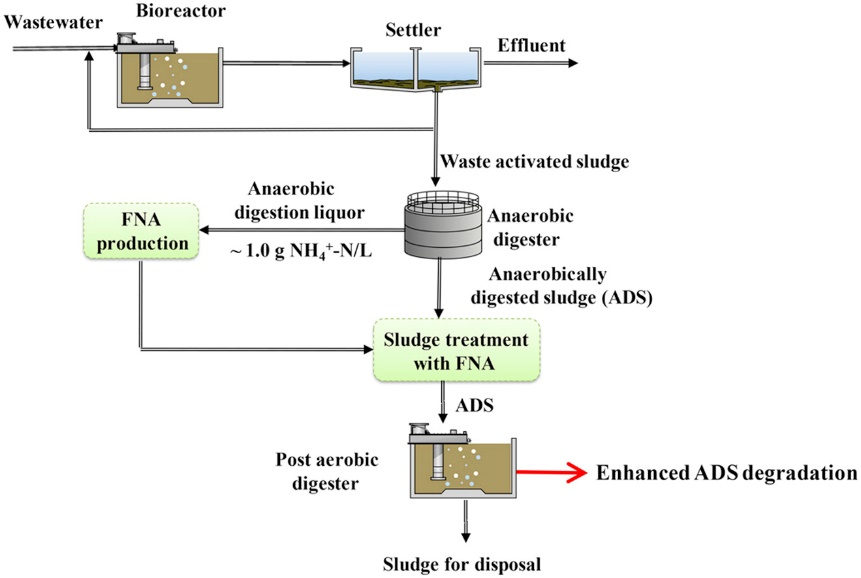 Wastewater
Bioreactor
Settler
Effluent
Waste activated sludge
Anaerobic
digestion liquor
~ 1.0 g NH₄⁺-N/L
FNA
production
Anaerobic
digester
Anaerobically
digested sludge (ADS)
Sludge treatment
with FNA
ADS
Post aerobic
digester
Enhanced ADS degradation
Sludge for disposal